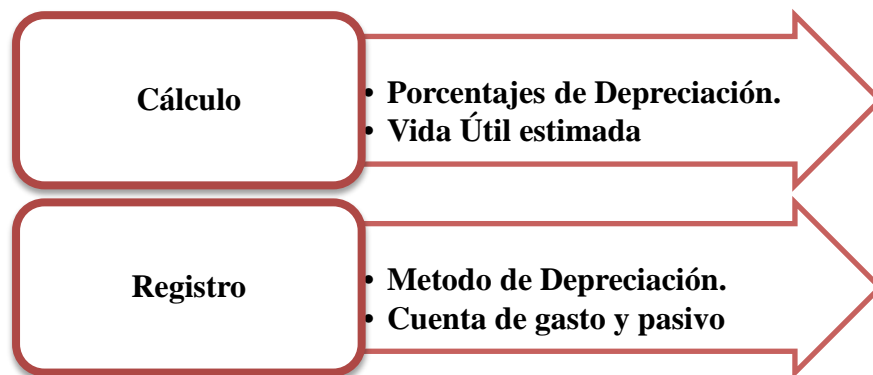 Cálculo
• Porcentajes de Depreciación.
• Vida Útil estimada
Registro
• Metodo de Depreciación.
• Cuenta de gasto y pasivo